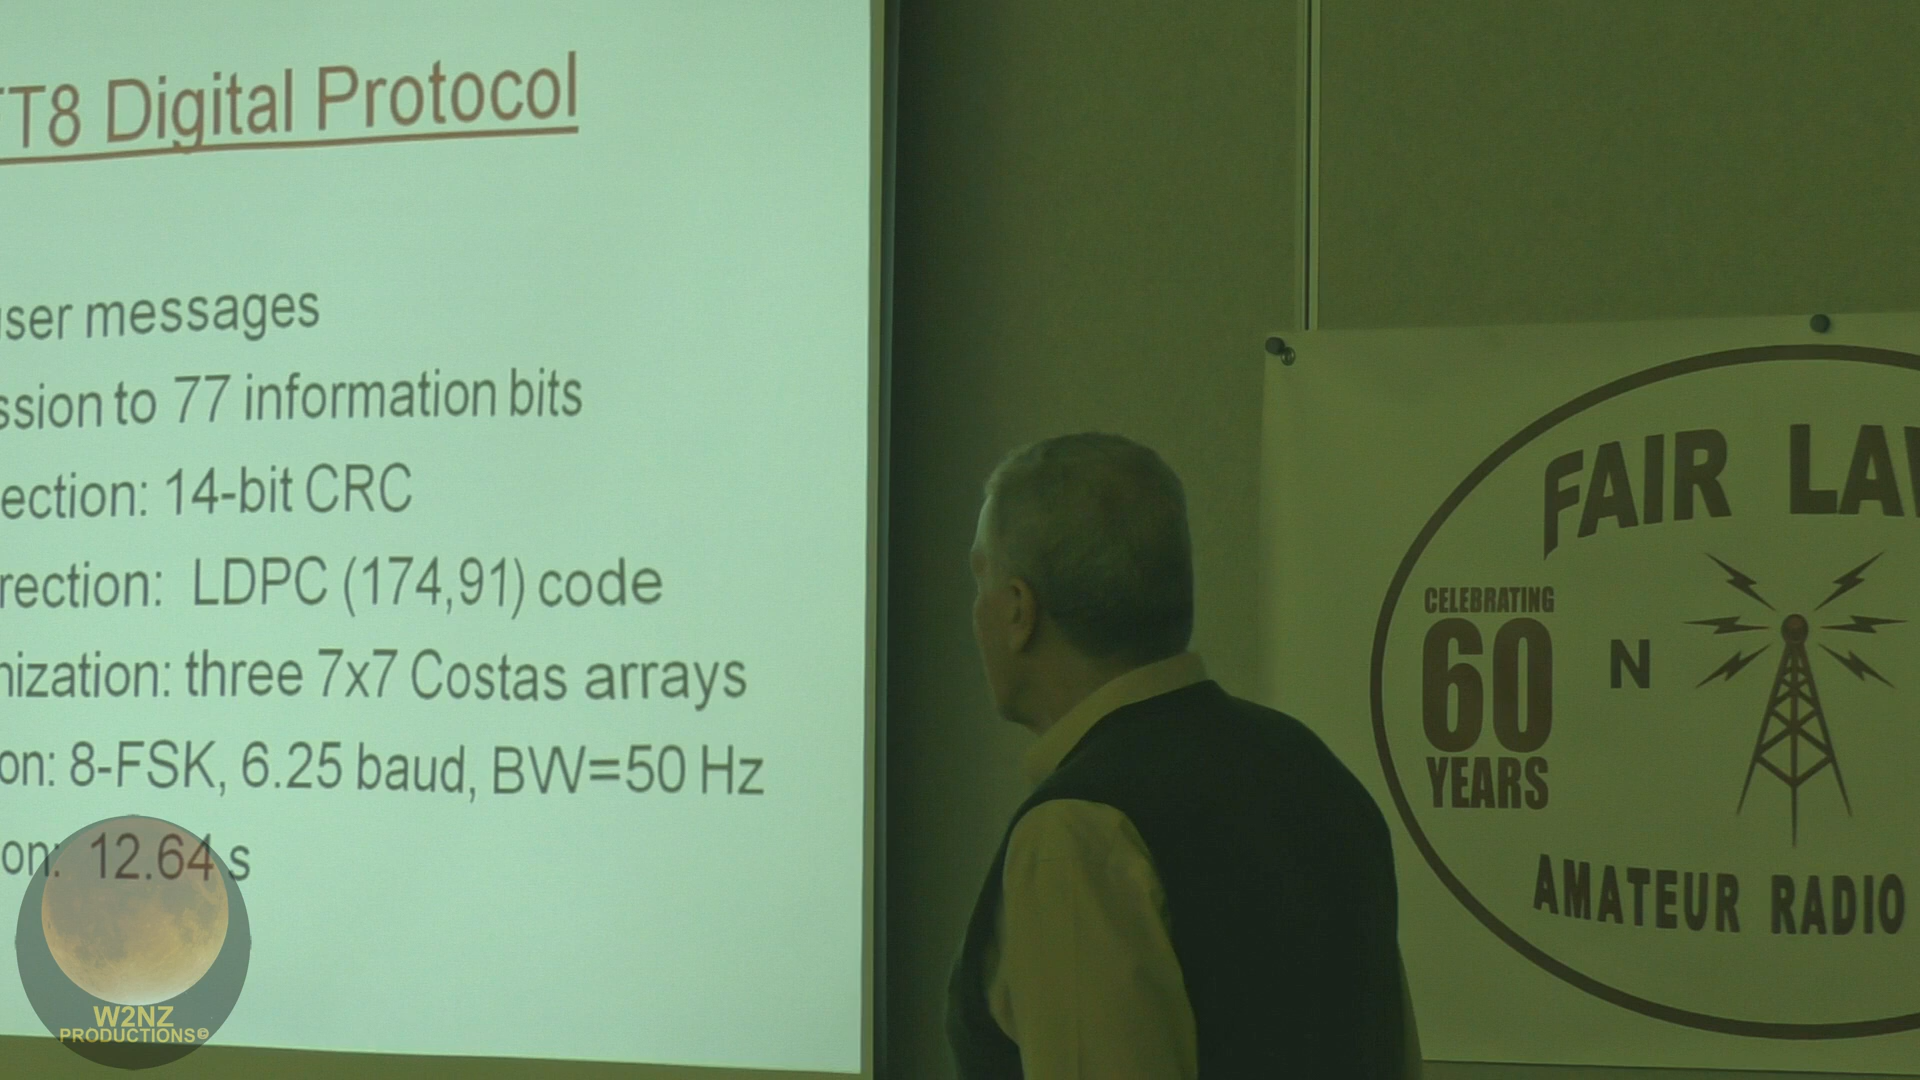 T8 Digital Protocol
user messages
ssion to 77 information bits
ection: 14-bit CRC
rection: LDPC (174,91) code
nization: three 7x7 Costas arrays
on: 8-FSK, 6.25 baud, BW=50 Hz
on: 12.64 s
W2NZ
PRODUCTIONS©
FAIR LA
CELEBRATING
60
YEARS
N
AMATEUR RADIO